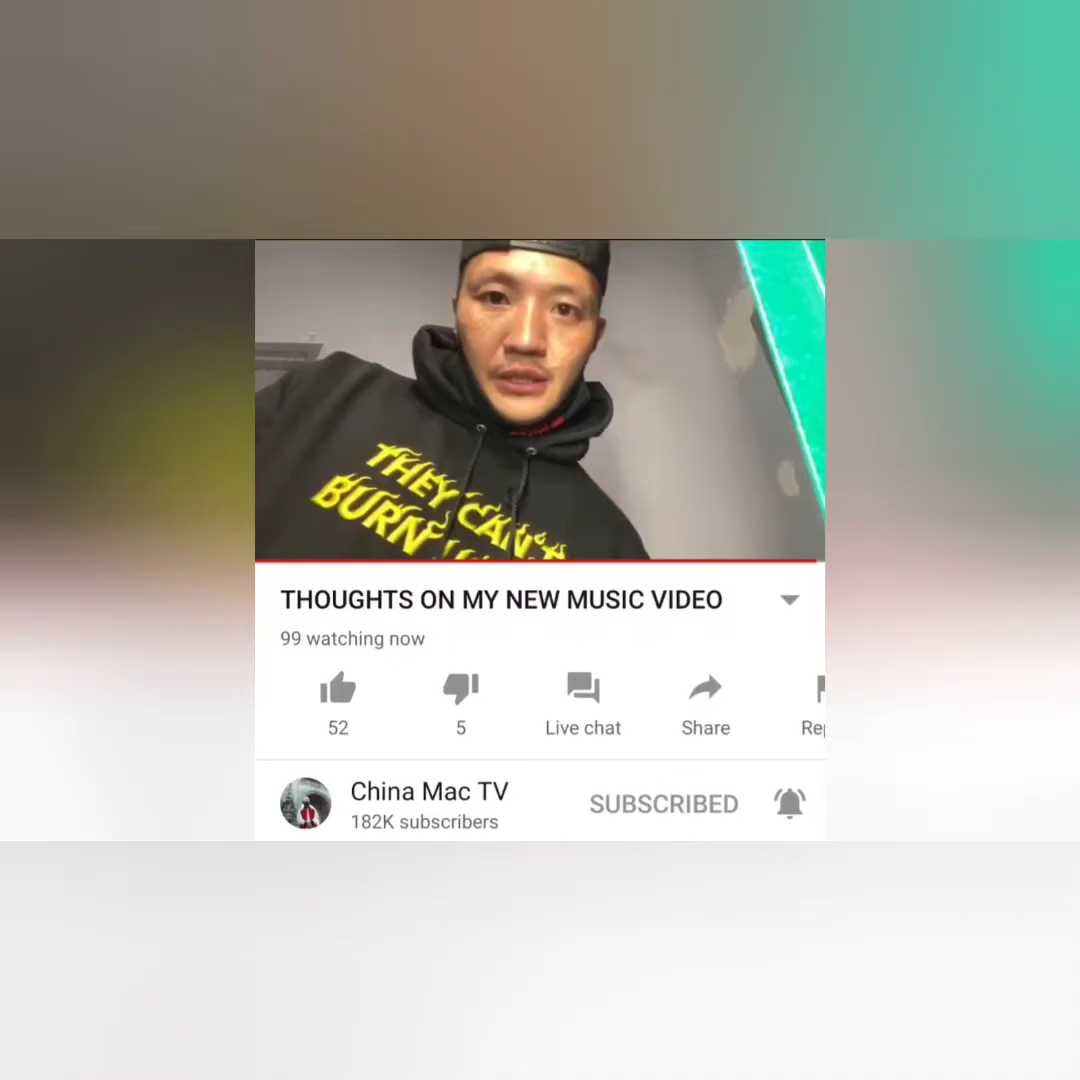 THEY CAN'T
BURN
THOUGHTS ON MY NEW MUSIC VIDEO
99 watching now
52
5
Live chat
Share
Rep
China Mac TV
182K subscribers
SUBSCRIBED